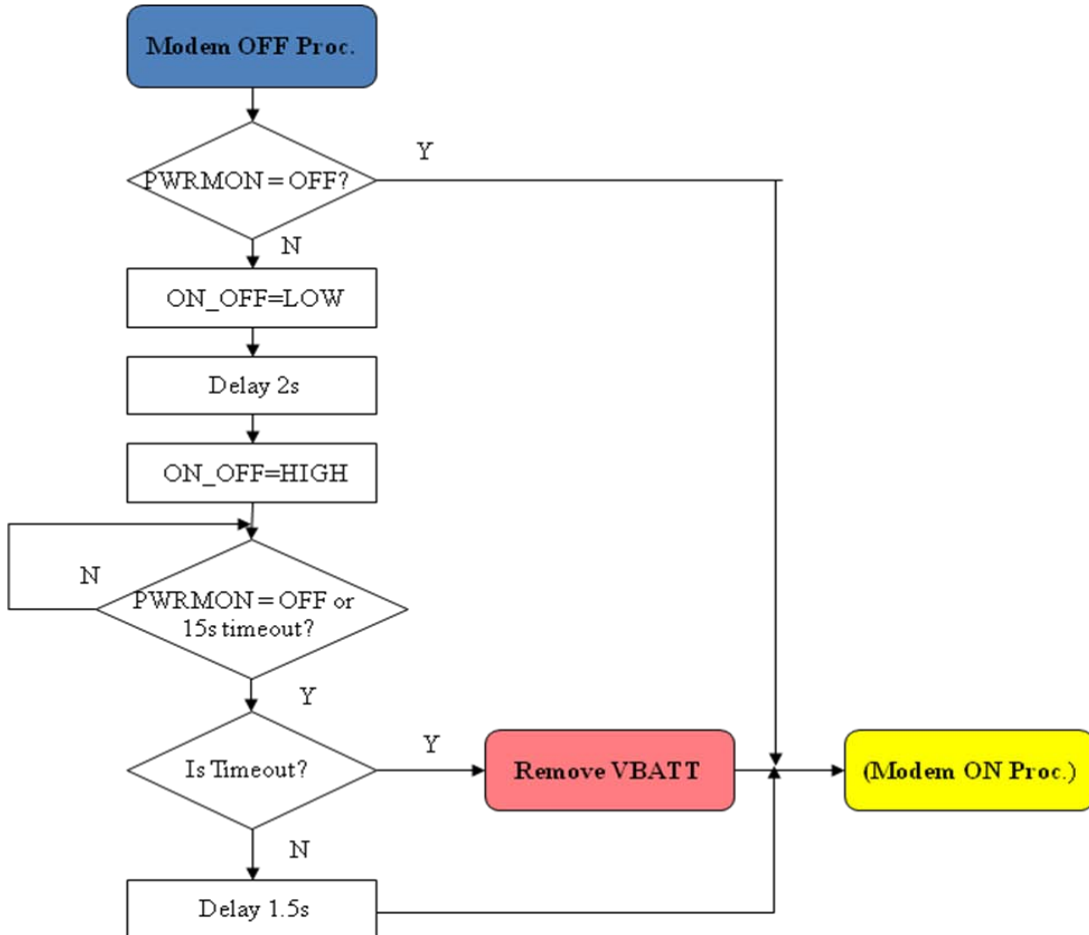 Modem OFF Proc.
Y
PWRMON = OFF?
N
ON_OFF=LOW
Delay 2s
ON_OFF=HIGH
N
PWRMON = OFF or
15s timeout?
Y
Is Timeout?
Y
Remove VBATT
(Modem ON Proc.)
N
Delay 1.5s